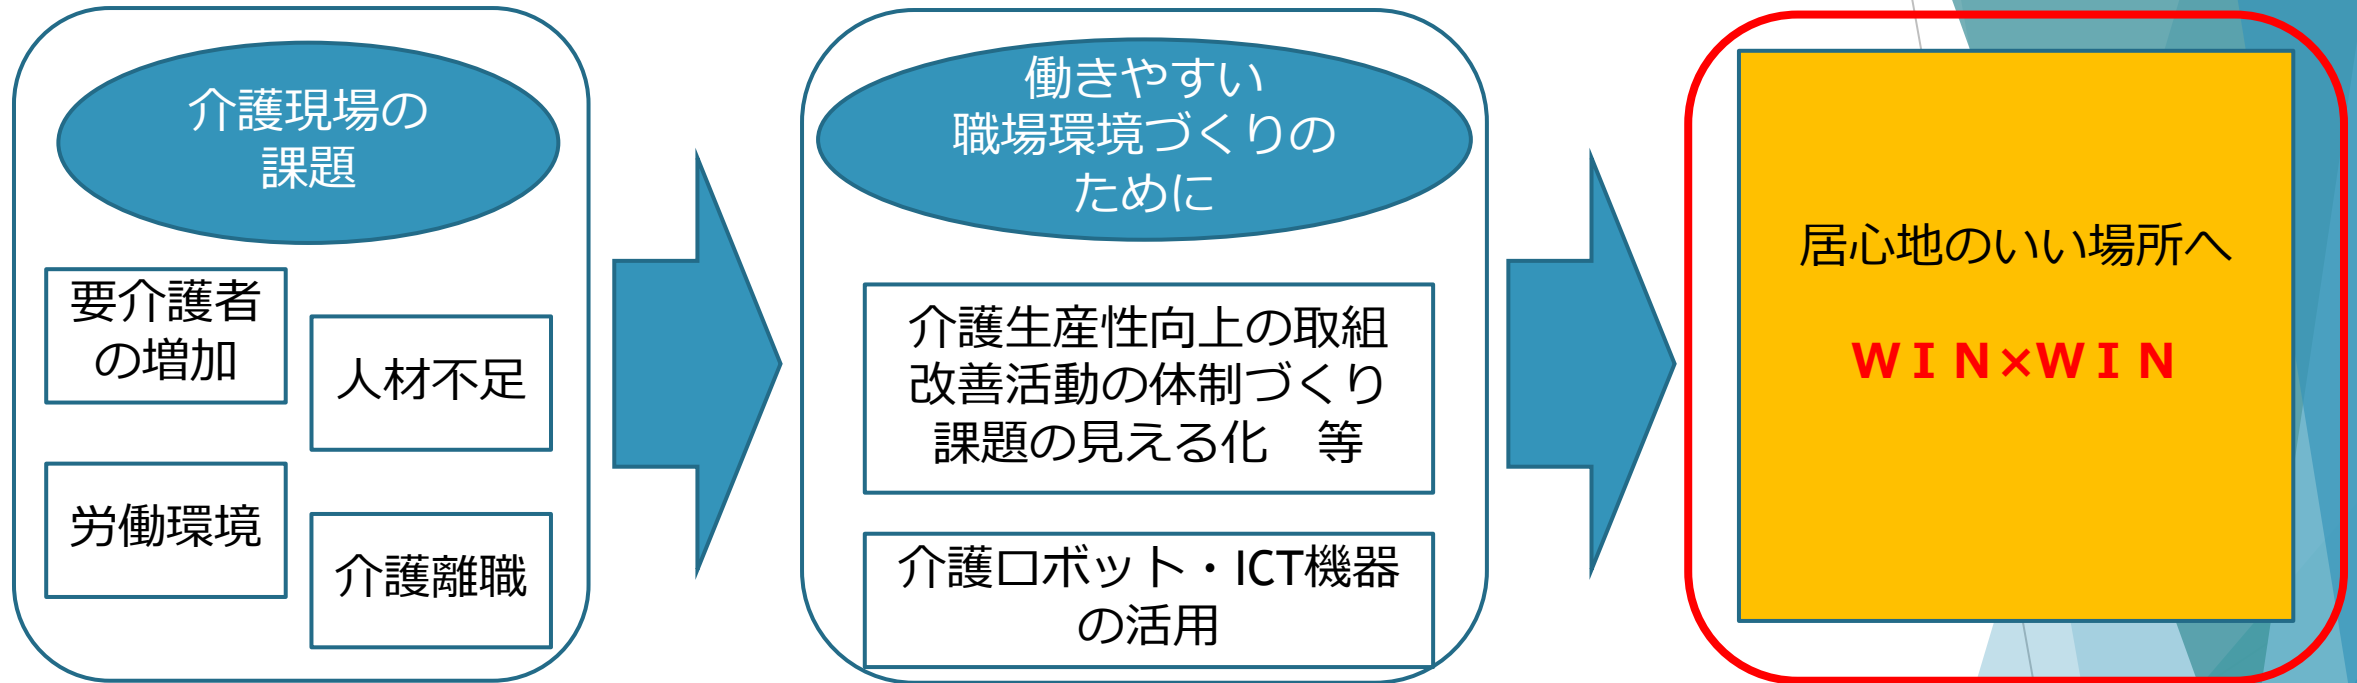 介護現場の
課題
要介護者
の増加
人材不足
労働環境
介護離職
働きやすい
職場環境づくりの
ために
介護生産性向上の取組
改善活動の体制づくり
課題の見える化　等
介護ロボット・ICT機器
の活用
居心地のいい場所へ
ＷＩＮ×ＷＩＮ